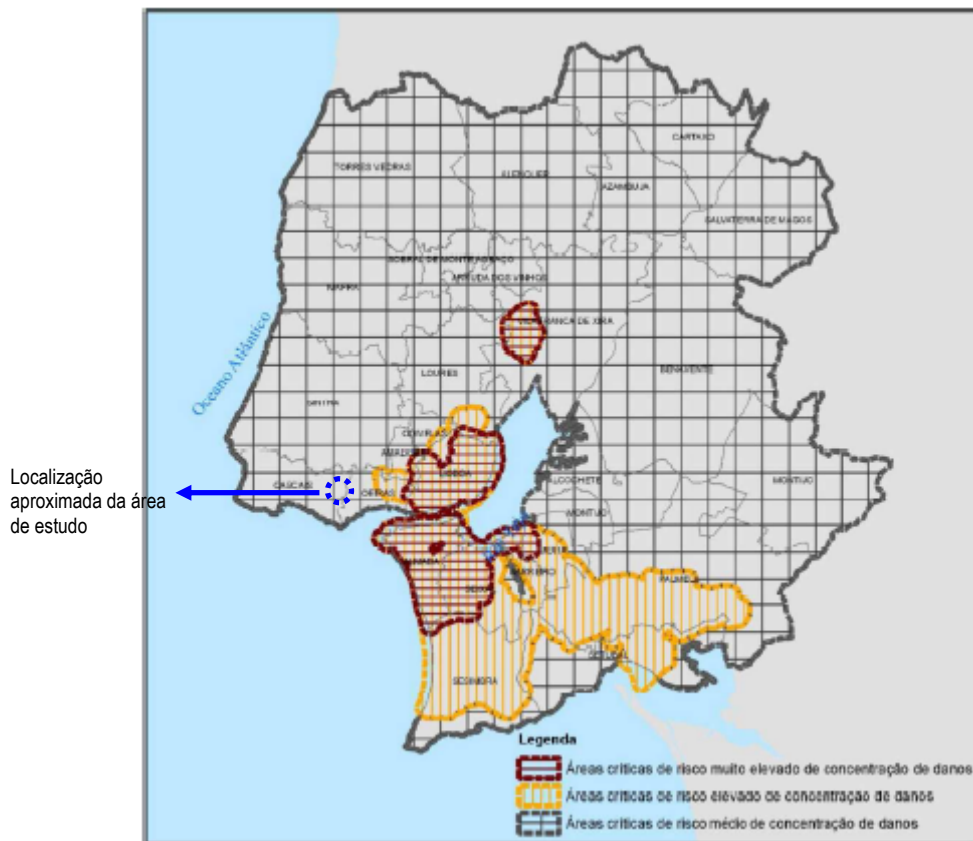 CARTAXO
TORRES VEDRAS
ALENQUER
AZAMBUJA
SALVATERRA DE MAGOS
SOBRAL DE MONTE AGRAÇO
ARRUDA DOS VINHOS
MAFRA
VILA FRANCA DE XIRA
Oceano Atlântico
LOURES
BENAVENTE
SINTRA
ODIVELAS
AMADORA
LISBOA
Localização
aproximada da área
de estudo
CASCAIS
OEIRAS
ALCOCHETE
MONTIJO
MONTIJO
ALMADA
BARREIRO
SEIXAL
PALMELA
SETÚBAL
SESIMBRA
Legenda
Áreas críticas de risco muito elevado de concentração de danos
Áreas críticas de risco elevado de concentração de danos
Áreas críticas de risco médio de concentração de danos